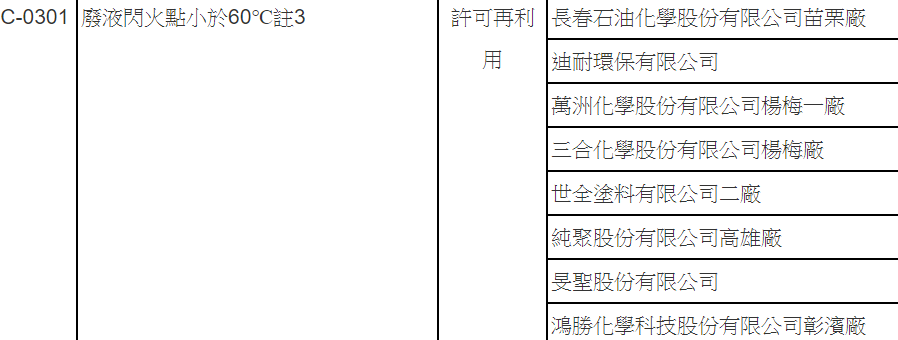 C-0301 廢液閃火點小於60℃註3 許可再利 長春石油化學股份有限公司苗栗廠
用 迪耐環保有限公司
萬洲化學股份有限公司楊梅一廠
三合化學股份有限公司楊梅廠
世全塗料有限公司二廠
純聚股份有限公司高雄廠
旻聖股份有限公司
鴻勝化學科技股份有限公司彰濱廠